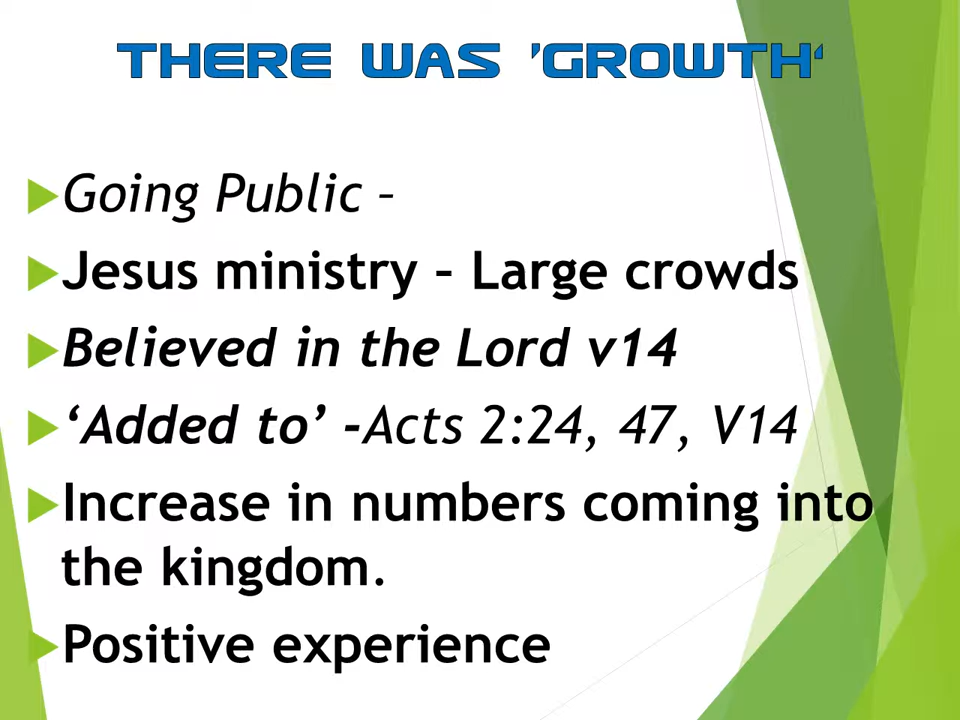 THERE WAS 'GROWTH‘
Going Public –
Jesus ministry – Large crowds
Believed in the Lord v14
‘Added to’ -Acts 2:24, 47, V14
Increase in numbers coming into
the kingdom.
Positive experience